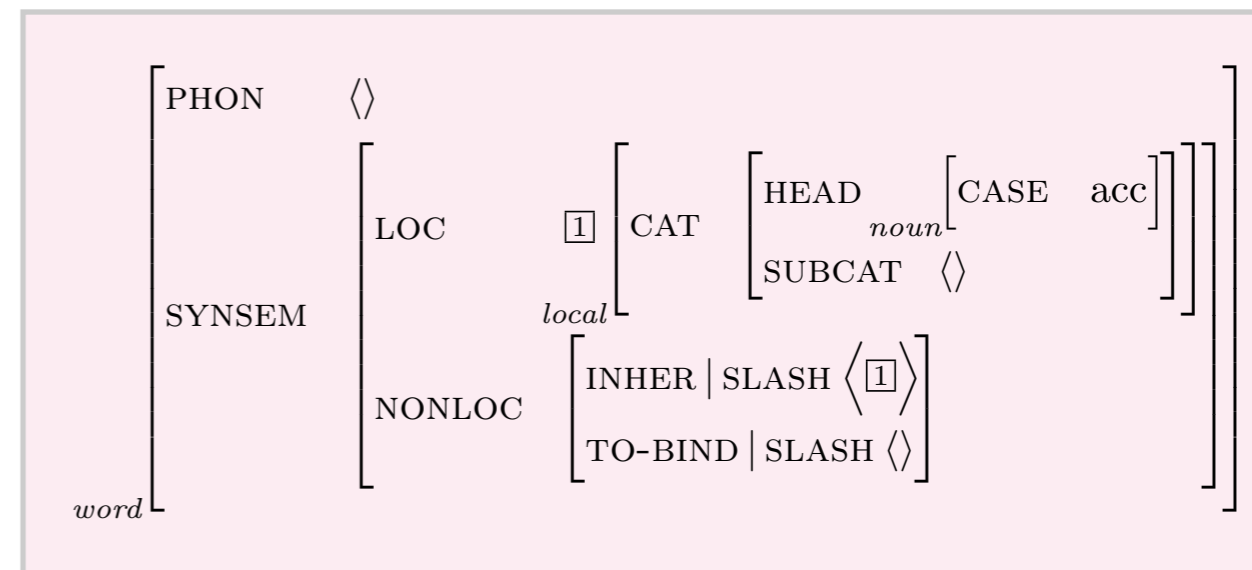 PHON ⟨⟩
HEAD noun[CASE acc]
LOC 1 local[CAT
SUBCAT ⟨⟩
SYNSEM
INHER | SLASH ⟨1⟩
NONLOC
TO-BIND | SLASH ⟨⟩
word